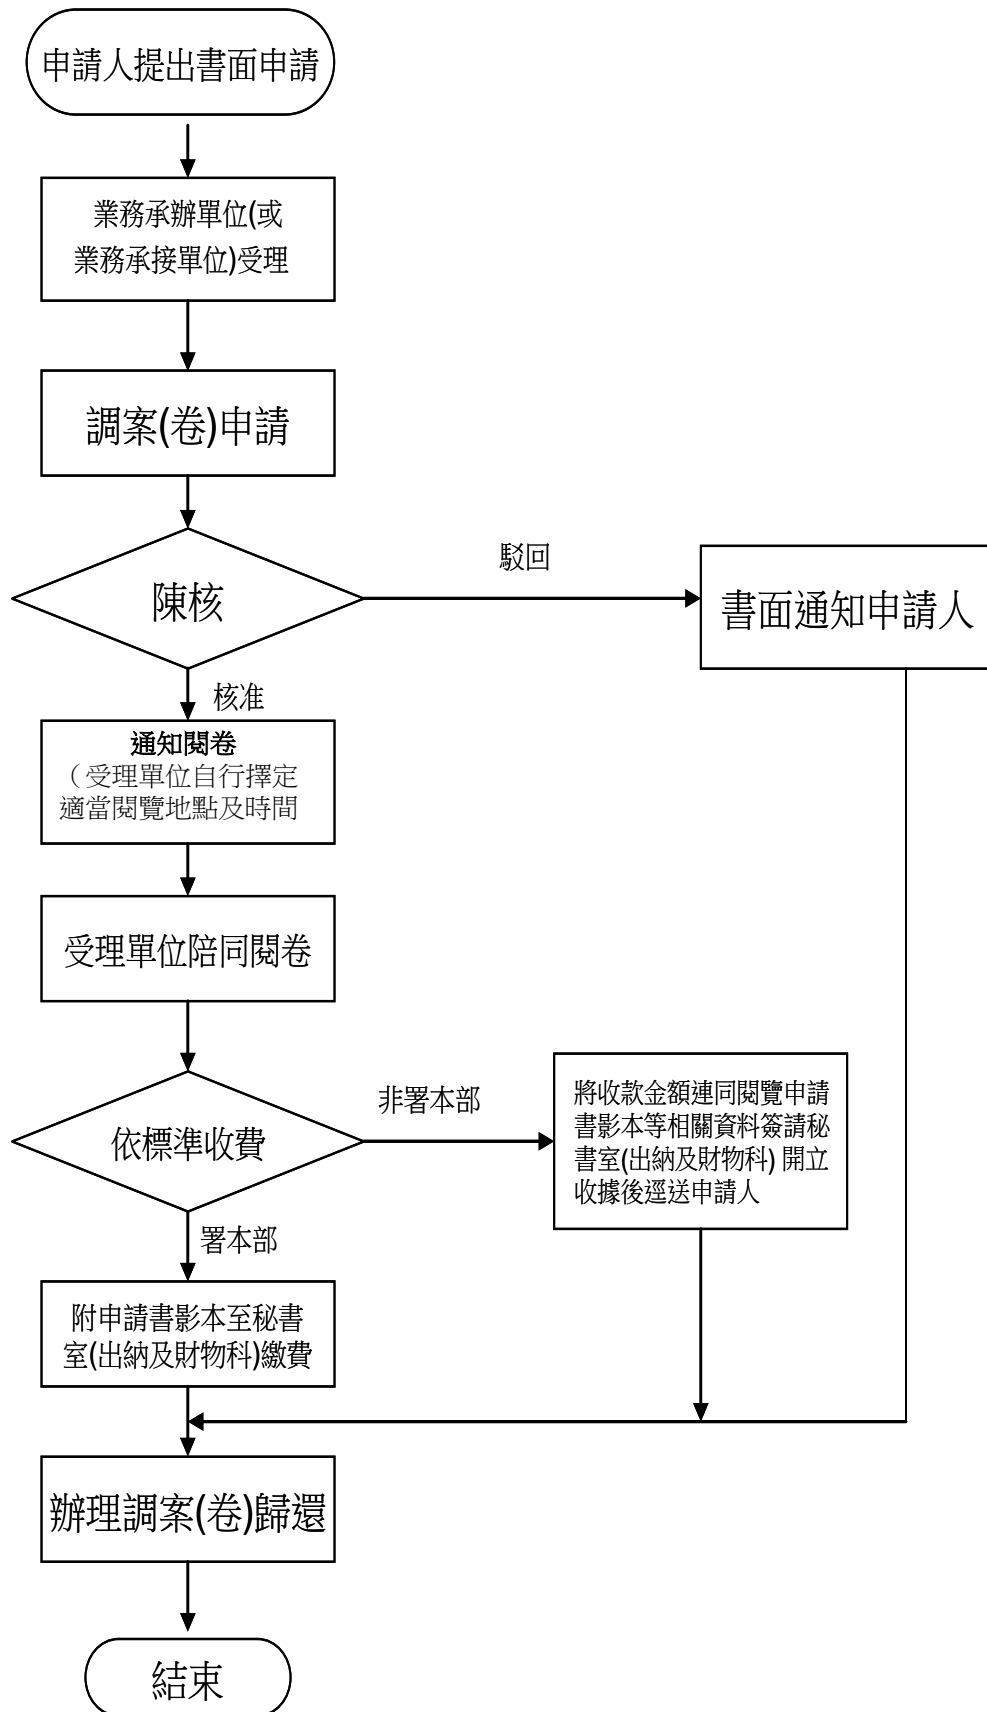 申請人提出書面申請
業務承辦單位(或
業務承接單位)受理
調案(卷)申請
陳核
駁回
書面通知申請人
核准
通知閱卷
（受理單位自行擇定
適當閱覽地點及時間
受理單位陪同閱卷
依標準收費
非署本部
將收款金額連同閱覽申請
書影本等相關資料簽請秘
書室(出納及財物科) 開立
收據後逕送申請人
署本部
附申請書影本至秘書
室(出納及財物科)繳費
辦理調案(卷)歸還
結束